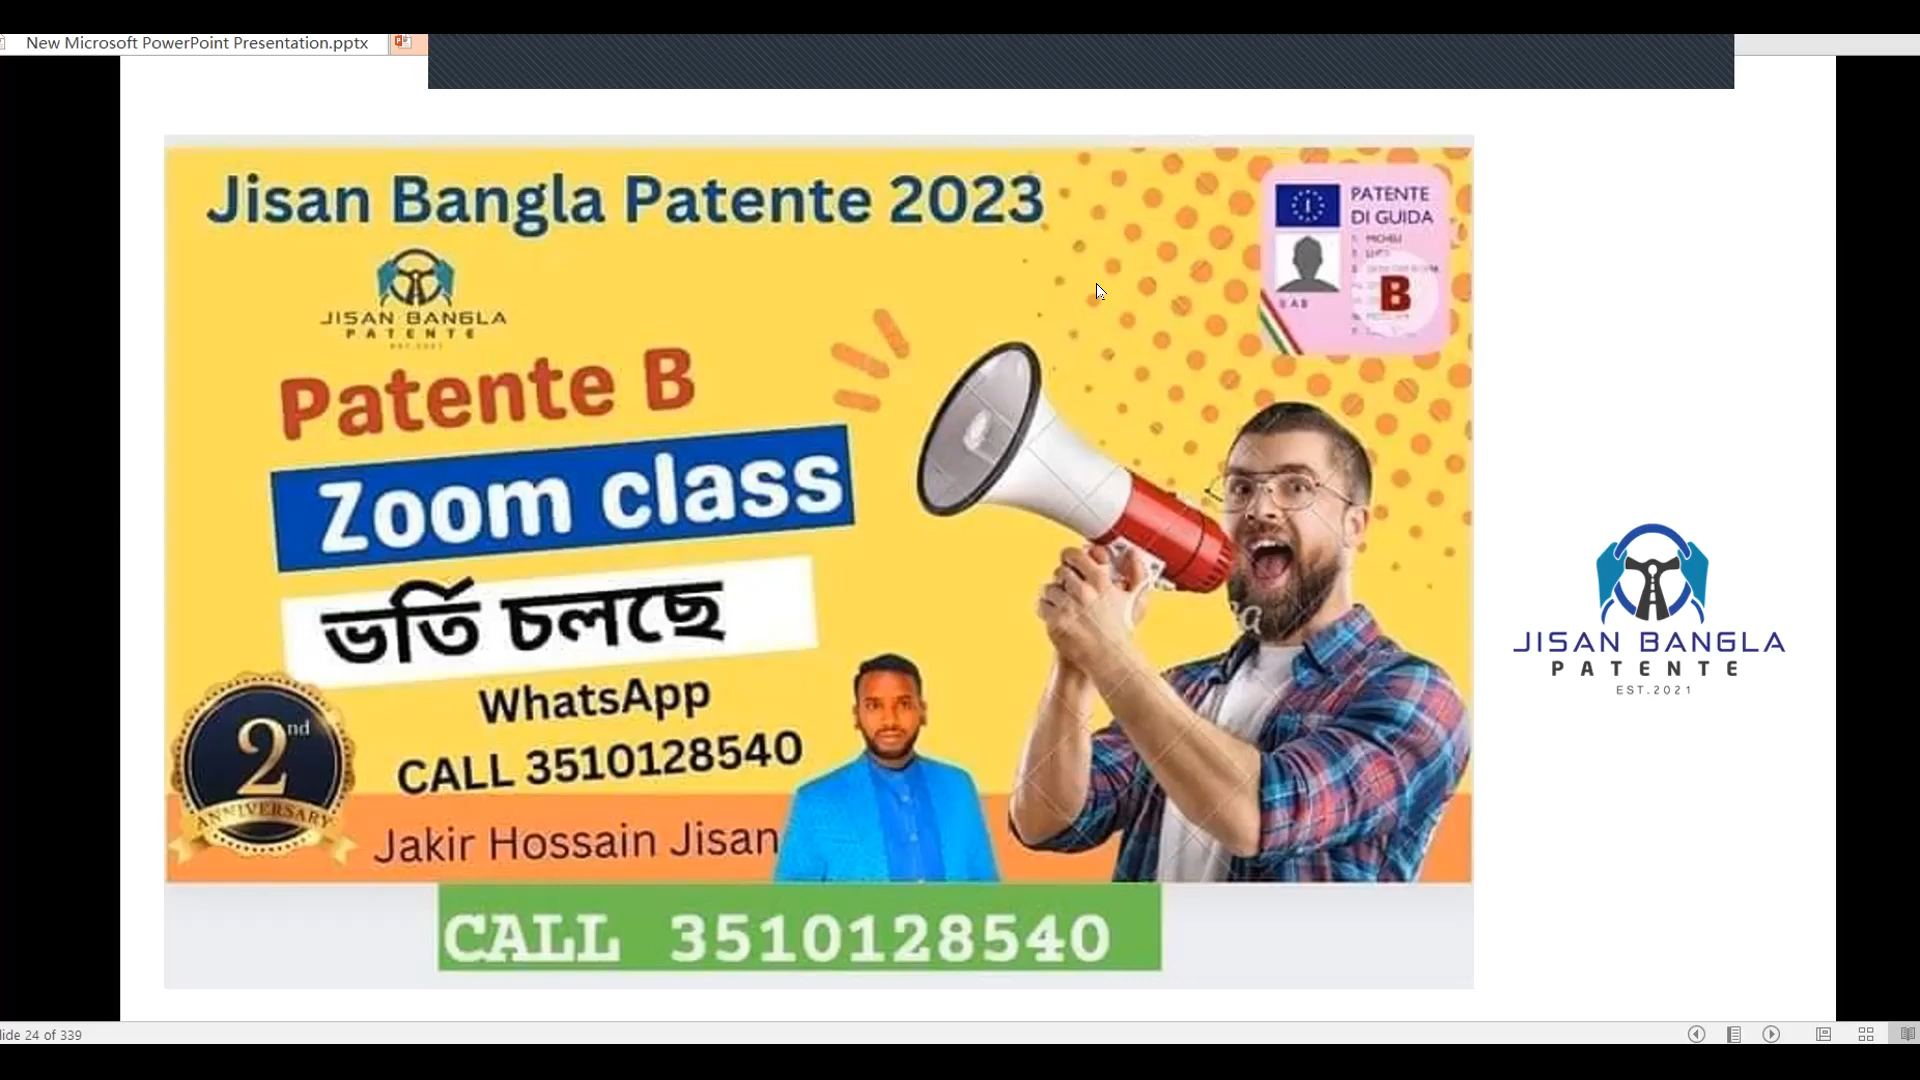 New Microsoft PowerPoint Presentation.pptx
Jisan Bangla Patente 2023
PATENTE
DI GUIDA
B
JISAN BANGLA
PATENTE
EST.2021
Patente B
Zoom class
ভর্তি চলছে
WhatsApp
CALL 3510128540
2nd
ANNIVERSARY
Jakir Hossain Jisan
CALL 3510128540
JISAN BANGLA
PATENTE
EST.2021
lide 24 of 339